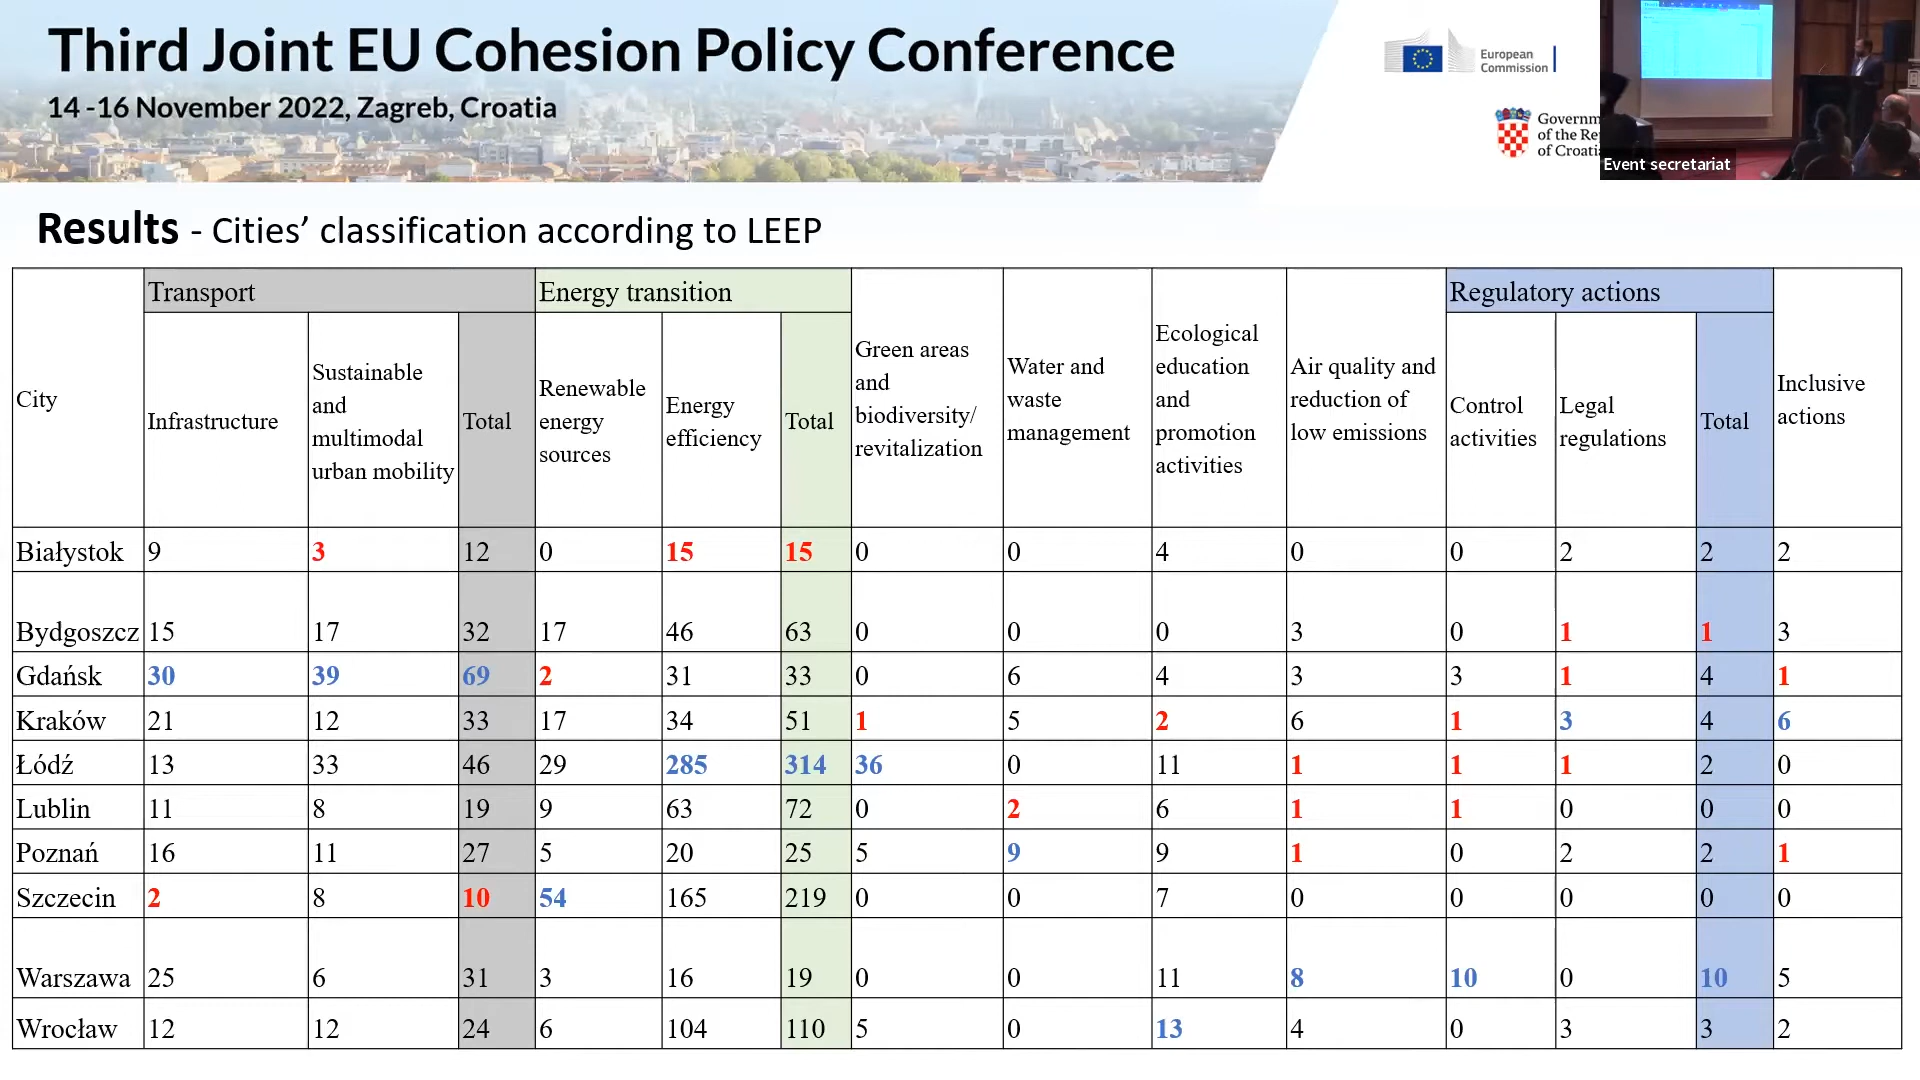 Third Joint EU Cohesion Policy Conference
14 -16 November 2022, Zagreb, Croatia
European
Commission
Governm
of the Re
of Croati
Event secretariat
Results - Cities’ classification according to LEEP
City
Transport
Energy transition
Green areas
and
biodiversity/
revitalization
Water and
waste
management
Ecological
education
and
promotion
activities
Air quality and
reduction of
low emissions
Regulatory actions
Inclusive
actions
Infrastructure
Sustainable
and
multimodal
urban mobility
Total
Renewable
energy
sources
Energy
efficiency
Total
Control
activities
Legal
regulations
Total
Białystok 9 3 12 0 15 15 0 0 4 0 0 2 2 2
Bydgoszcz 15 17 32 17 46 63 0 0 0 3 0 1 1 3
Gdańsk 30 39 69 2 31 33 0 6 4 3 3 1 4 1
Kraków 21 12 33 17 34 51 1 5 2 6 1 3 4 6
Łódź 13 33 46 29 285 314 36 0 11 1 1 1 2 0
Lublin 11 8 19 9 63 72 0 2 6 1 1 0 0 0
Poznań 16 11 27 5 20 25 5 9 9 1 0 2 2 1
Szczecin 2 8 10 54 165 219 0 0 7 0 0 0 0 0
Warszawa 25 6 31 3 16 19 0 0 11 8 10 0 10 5
Wrocław 12 12 24 6 104 110 5 0 13 4 0 3 3 2